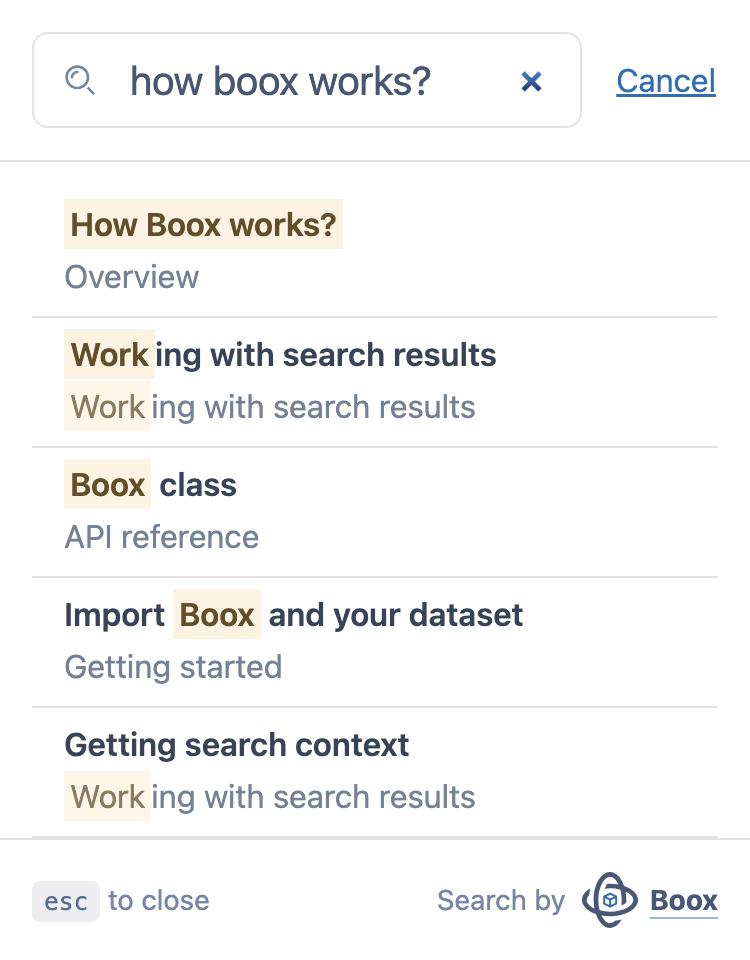 how boox works?
Cancel
How Boox works?
Overview
Working with search results
Working with search results
Boox class
API reference
Import Boox and your dataset
Getting started
Getting search context
Working with search results
esc to close
Search by Boox